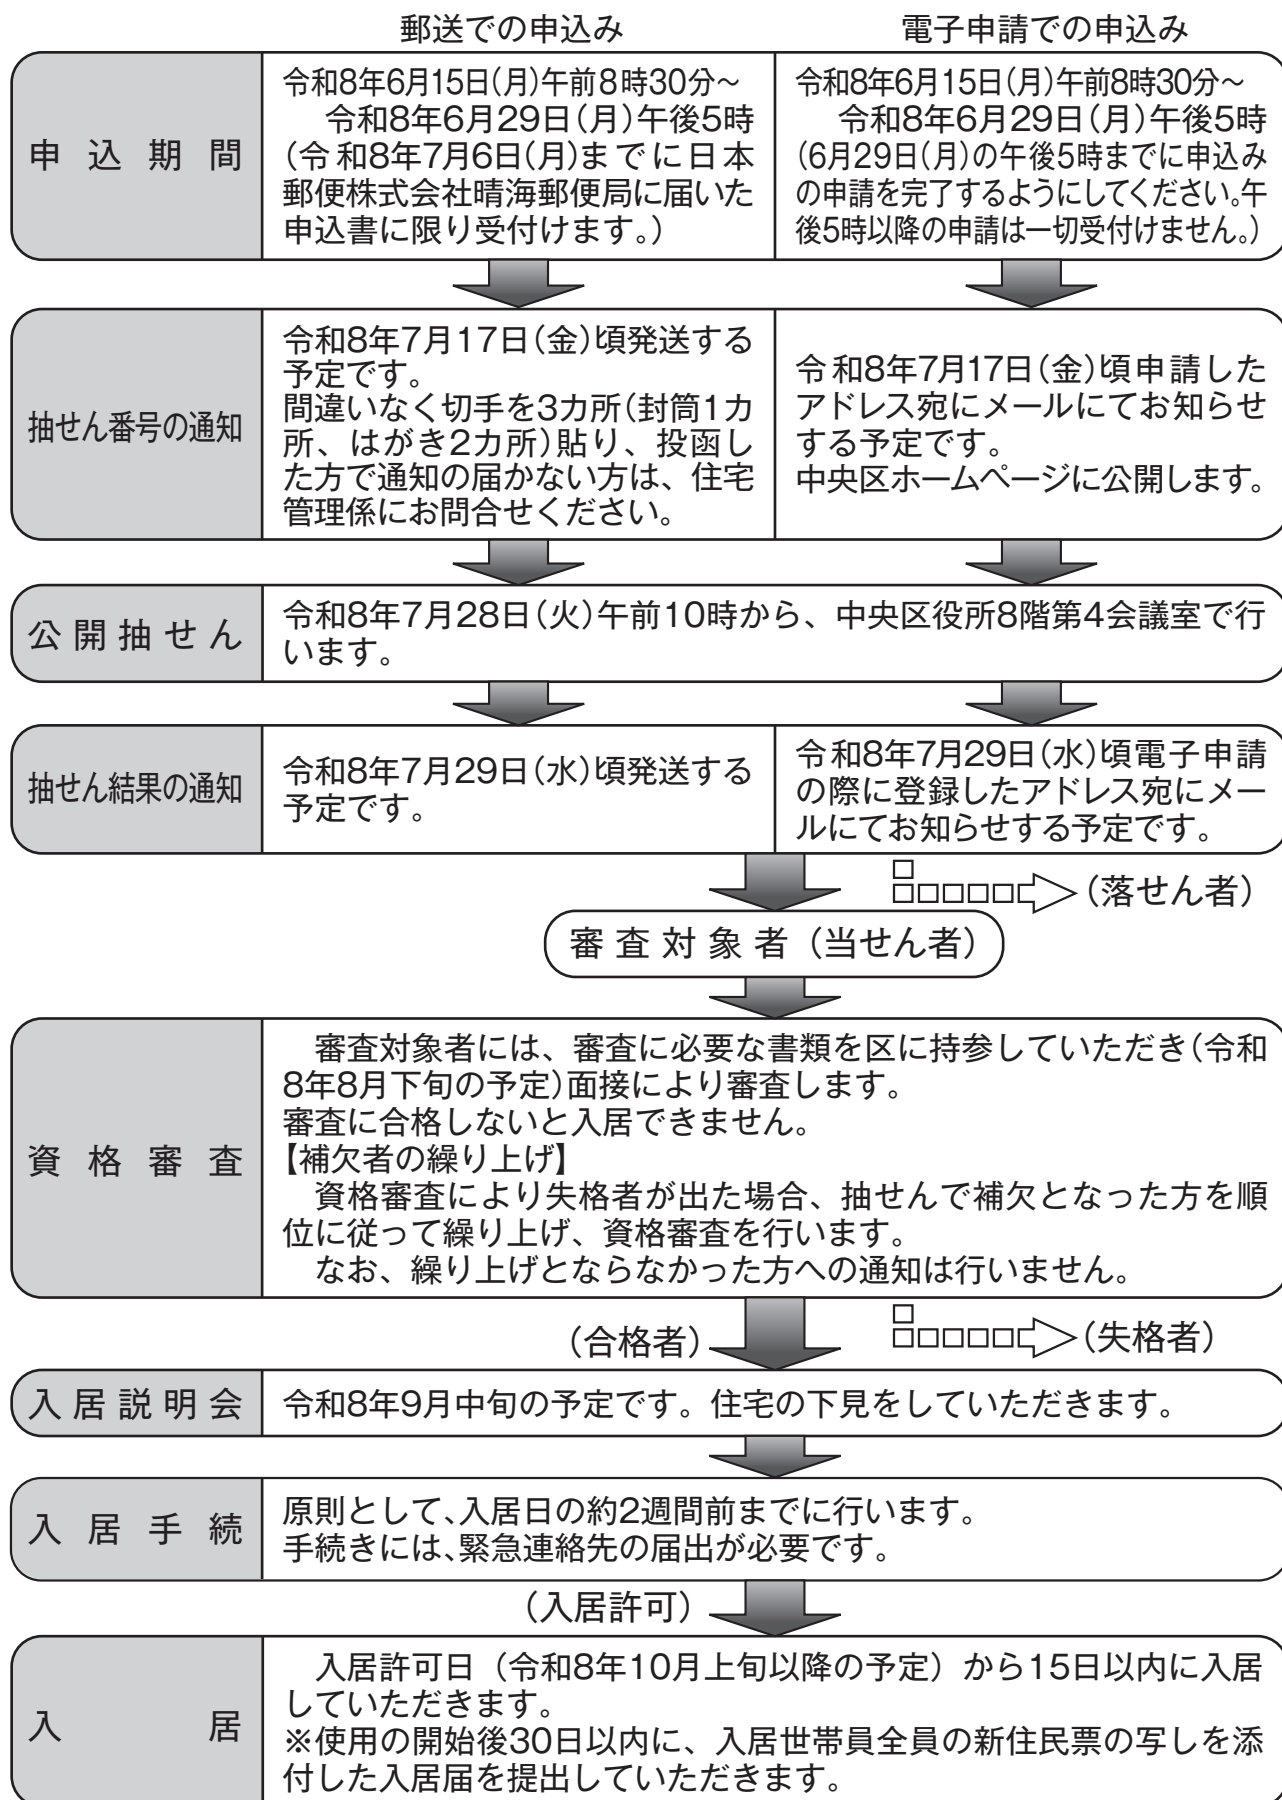 郵送での申込み
電子申請での申込み
申込期間
令和8年6月15日(月)午前8時30分～
令和8年6月29日(月)午後5時
(令和8年7月6日(月)までに日本
郵便株式会社晴海郵便局に届いた
申込書に限り受付けます。)
令和8年6月15日(月)午前8時30分～
令和8年6月29日(月)午後5時
(6月29日(月)の午後5時までに申込み
の申請を完了するようにしてください。午
後5時以降の申請は一切受付けません。)
抽せん番号の通知
令和8年7月17日(金)頃発送する
予定です。
間違いなく切手を3カ所(封筒1カ
所、はがき2カ所)貼り、投函し
た方で通知の届かない方は、住宅
管理係にお問合せください。
令和8年7月17日(金)頃申請した
アドレス宛にメールにてお知らせ
する予定です。
中央区ホームページに公開します。
公開抽せん
令和8年7月28日(火)午前10時から、中央区役所8階第4会議室で行
います。
抽せん結果の通知
令和8年7月29日(水)頃発送する
予定です。
令和8年7月29日(水)頃電子申請
の際に登録したアドレス宛にメー
ルにてお知らせする予定です。
(落せん者)
審査対象者(当せん者)
資格審査
審査対象者には、審査に必要な書類を区に持参していただき(令和
8年8月下旬の予定)面接により審査します。
審査に合格しないと入居できません。
【補欠者の繰り上げ】
資格審査により失格者が出た場合、抽せんで補欠となった方を順
位に従って繰り上げ、資格審査を行います。
なお、繰り上げとならなかった方への通知は行いません。
(合格者)
(失格者)
入居説明会
令和8年9月中旬の予定です。住宅の下見をしていただきます。
入居手続
原則として、入居日の約2週間前までに行います。
手続きには、緊急連絡先の届出が必要です。
(入居許可)
入居
入居許可日(令和8年10月上旬以降の予定)から15日以内に入居
していただきます。
※使用の開始後30日以内に、入居世帯員全員の新住民票の写しを添
付した入居届を提出していただきます。